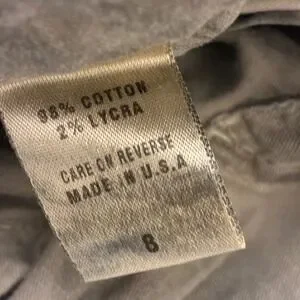 98% COTTON
2% LYCRA
CARE ON REVERSE
MADE IN U.S.A
8